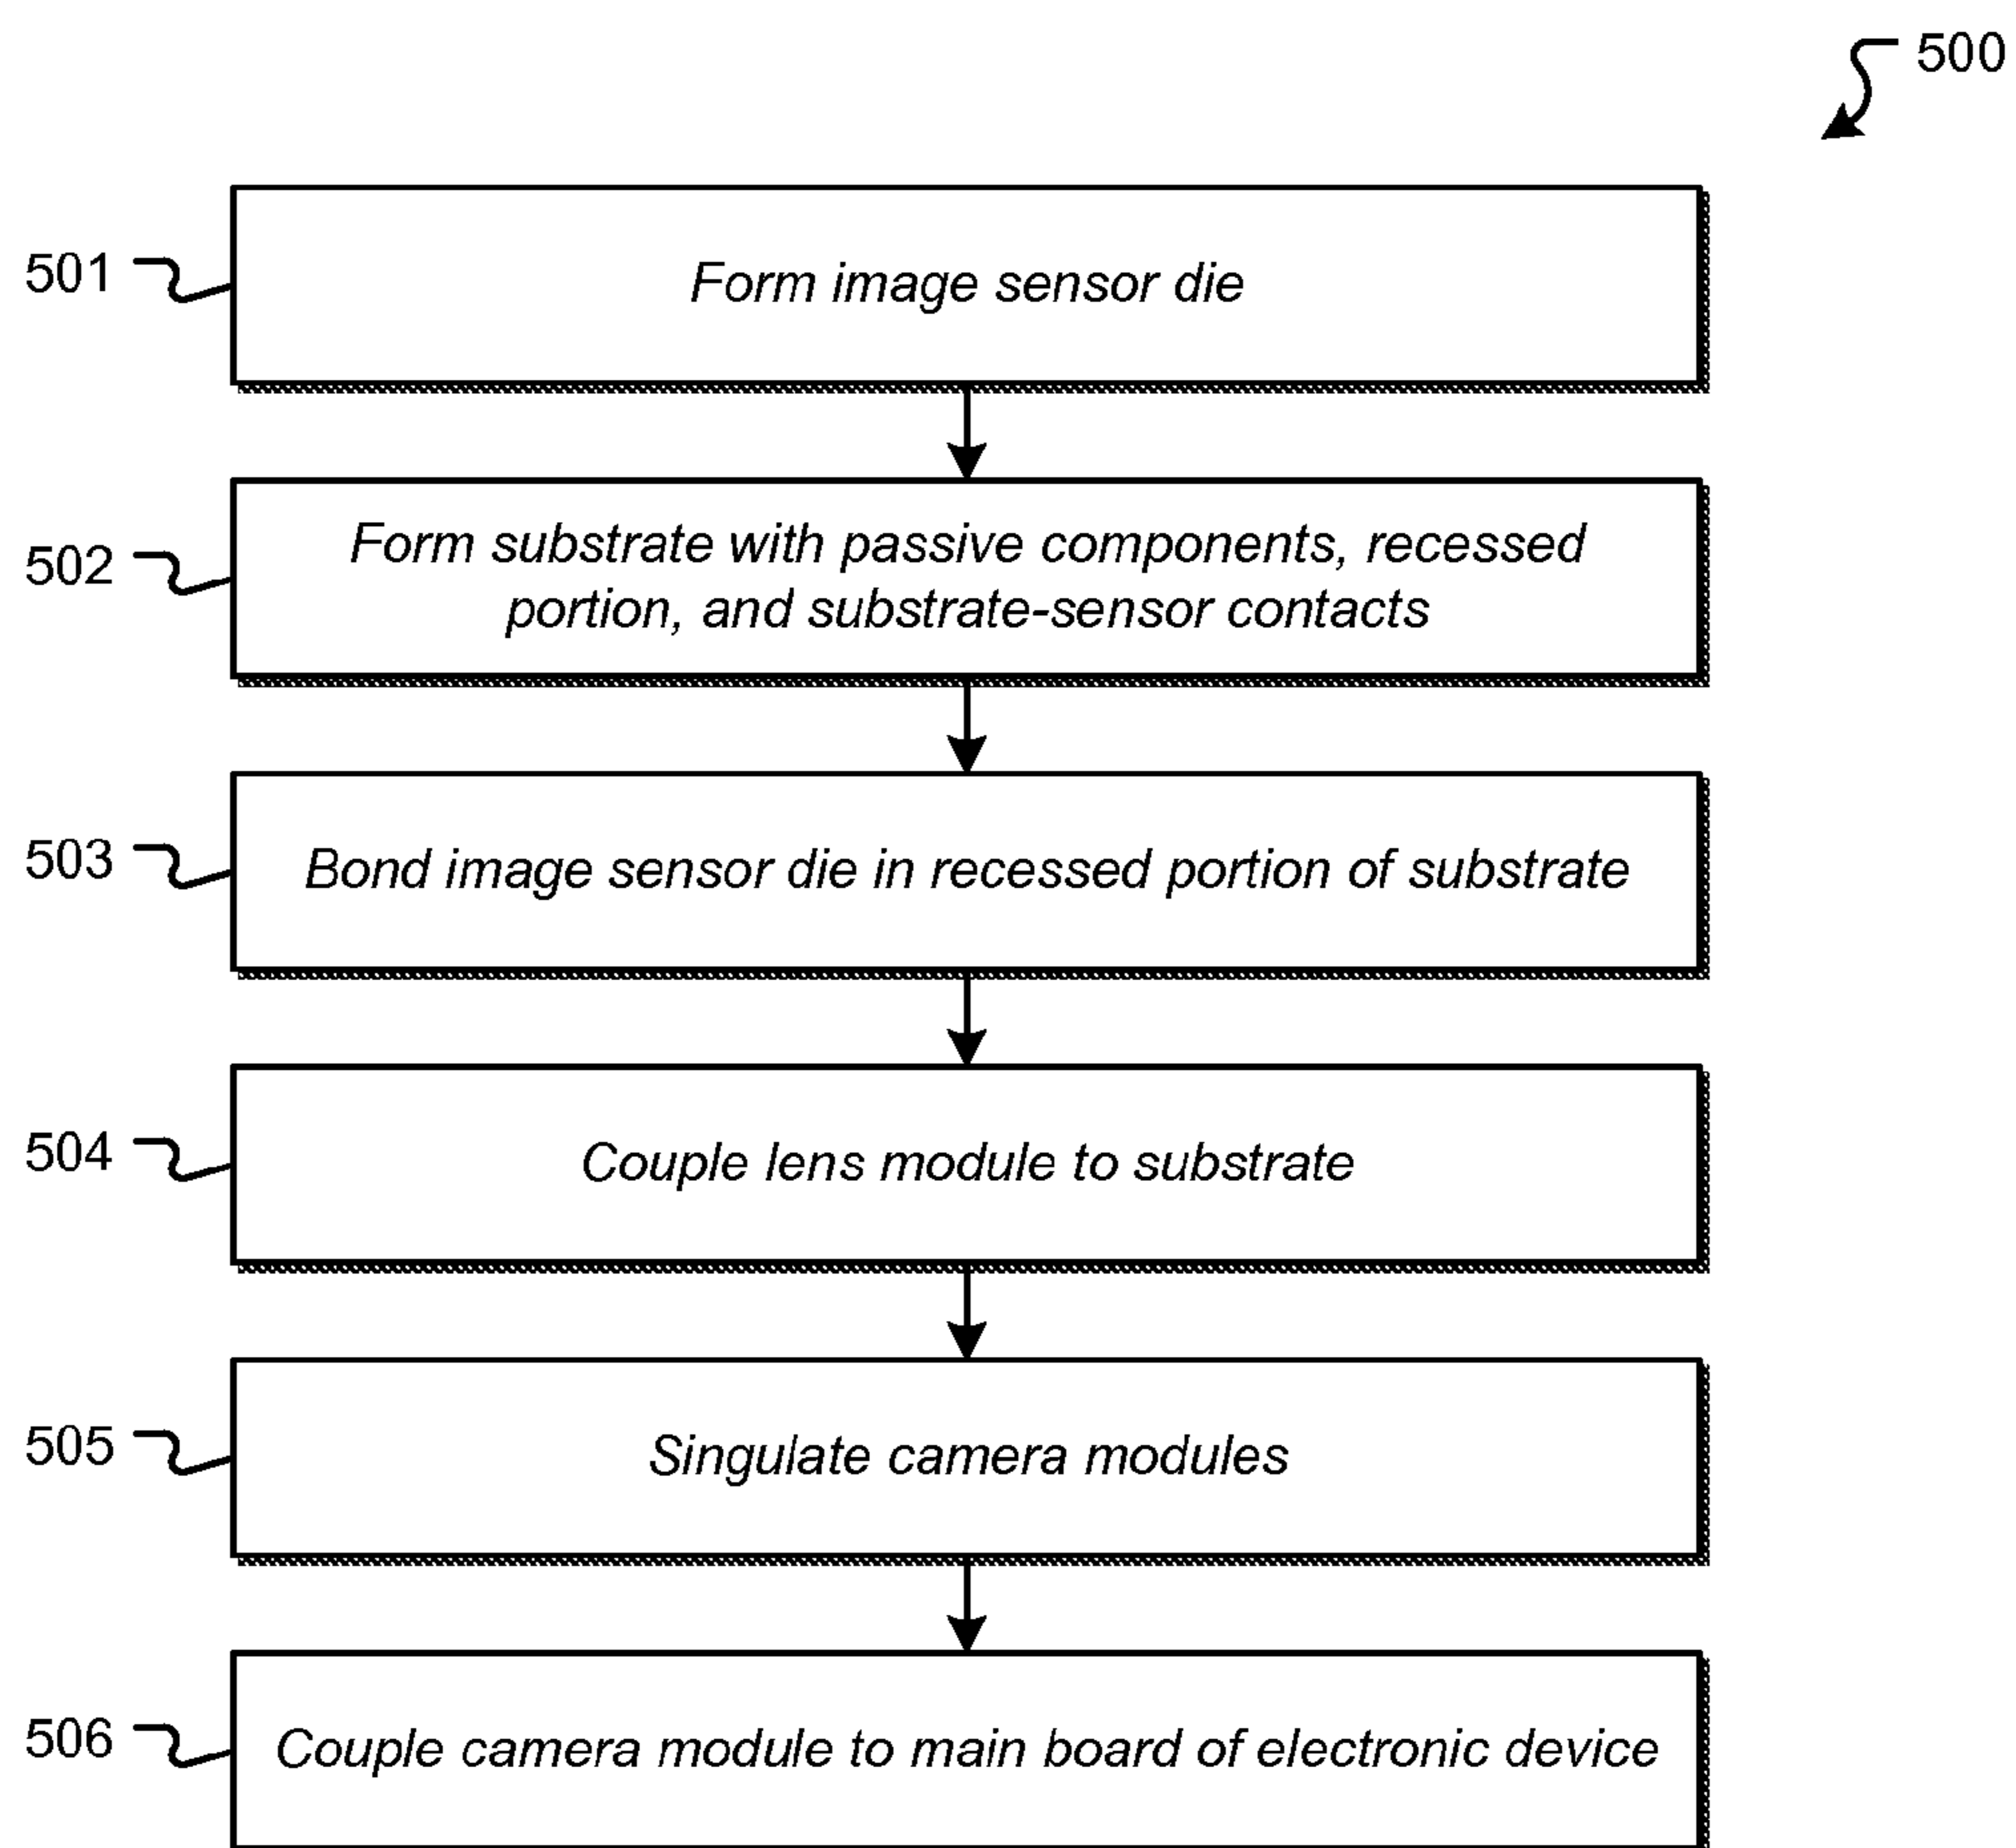 500
501
Form image sensor die
502
Form substrate with passive components, recessed
portion, and substrate-sensor contacts
503
Bond image sensor die in recessed portion of substrate
504
Couple lens module to substrate
505
Singulate camera modules
506
Couple camera module to main board of electronic device